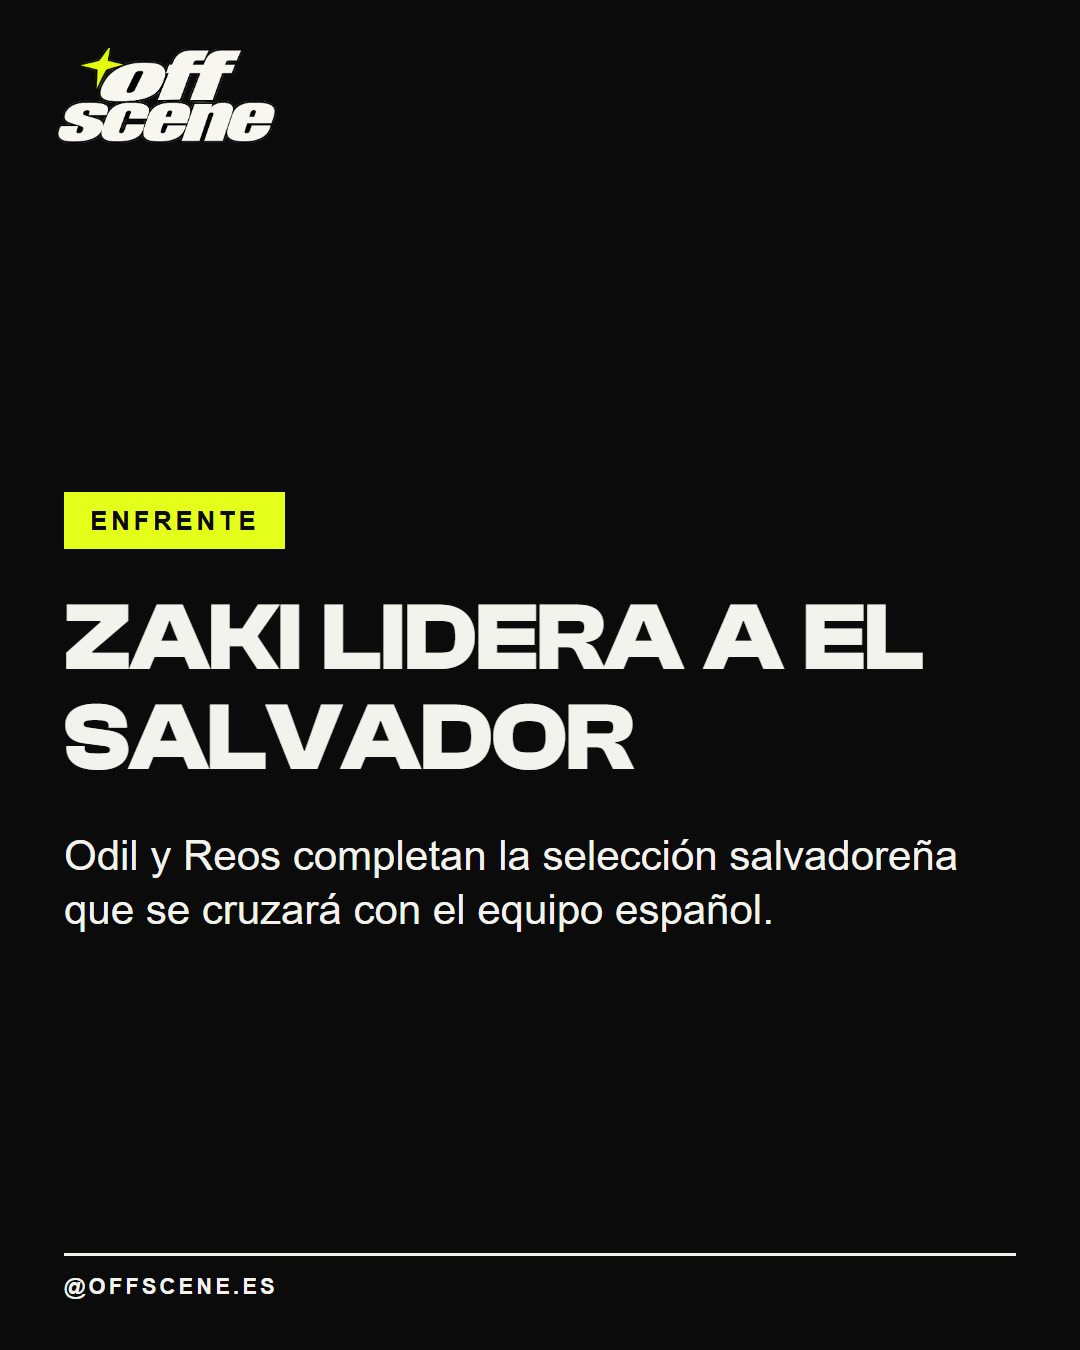 off
scene
ENFRENTE
ZAKI LIDERA A EL
SALVADOR
Odil y Reos completan la selección salvadoreña
que se cruzará con el equipo español.
@OFFSCENE.ES